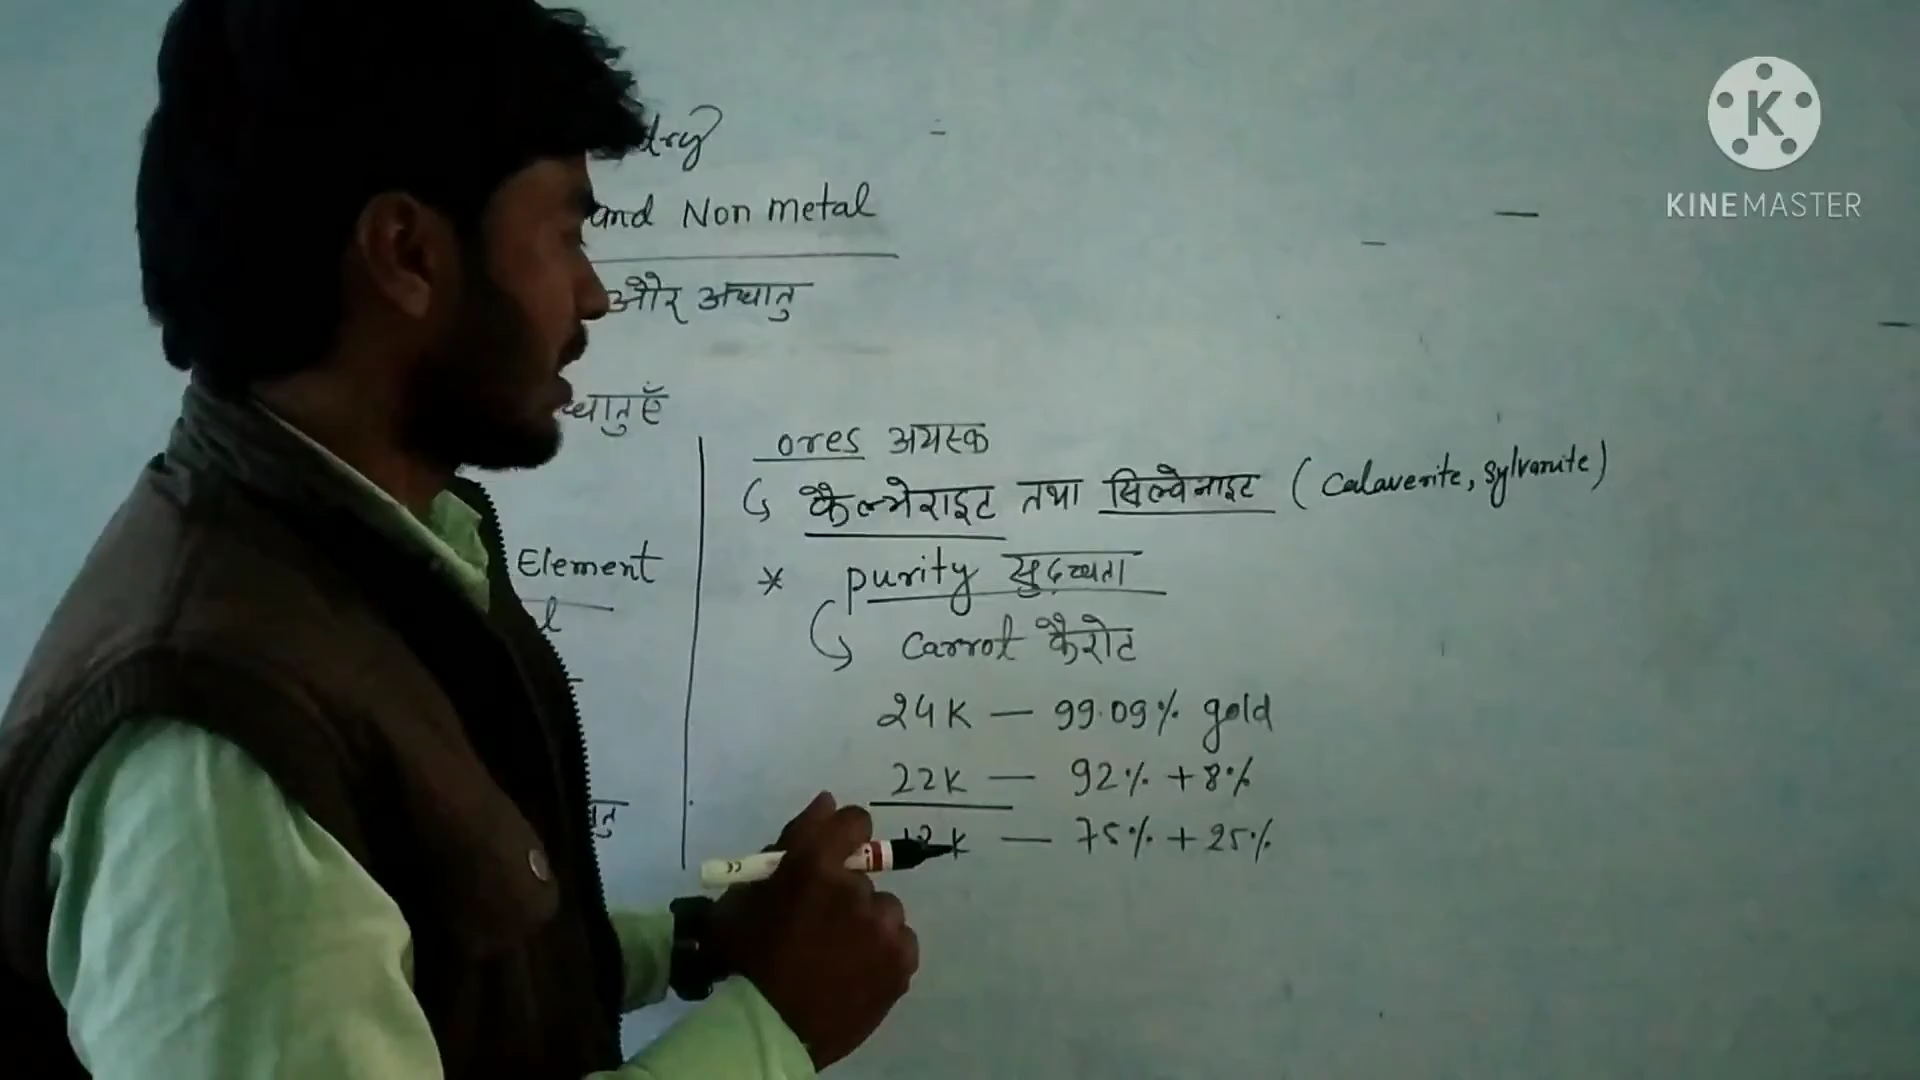 and Non metal
और अधातु
धातुएँ
ores अयस्क
कैल्भेराइट तथा सिल्वेनाइट (Calaverite, Sylvanite)
Element
* purity
Carrot कैरोट
24K — 99.09% gold
22K — 92% + 8%
— 75% + 25%
K
KINEMASTER